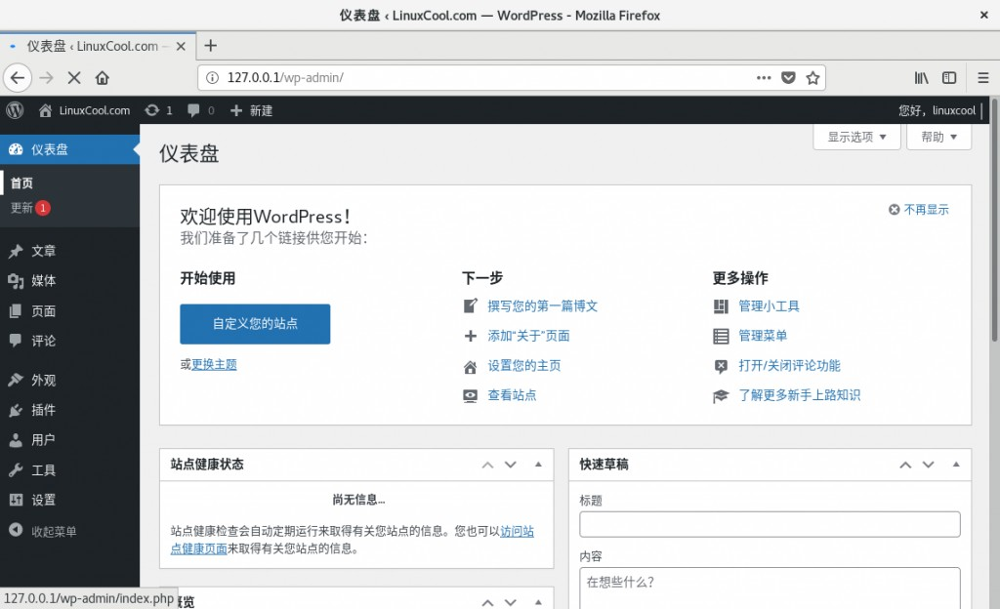 仪表盘 ‹ LinuxCool.com — WordPress - Mozilla Firefox
仪表盘 ‹ LinuxCool.com –
127.0.0.1/wp-admin/
LinuxCool.com 1 0 新建 您好，linuxcool
仪表盘
首页
更新 1
文章
媒体
页面
评论
外观
插件
用户
工具
设置
收起菜单
显示选项 帮助
仪表盘
欢迎使用WordPress！
我们准备了几个链接供您开始：
不再显示
开始使用
自定义您的站点
或更换主题
下一步
撰写您的第一篇博文
添加“关于”页面
设置您的主页
查看站点
更多操作
管理小工具
管理菜单
打开/关闭评论功能
了解更多新手上路知识
站点健康状态
尚无信息…
站点健康检查会自动定期运行来取得有关您站点的信息。您也可以访问站
点健康页面来取得有关您站点的信息。
快速草稿
标题
内容
在想些什么？
概览
127.0.0.1/wp-admin/index.php